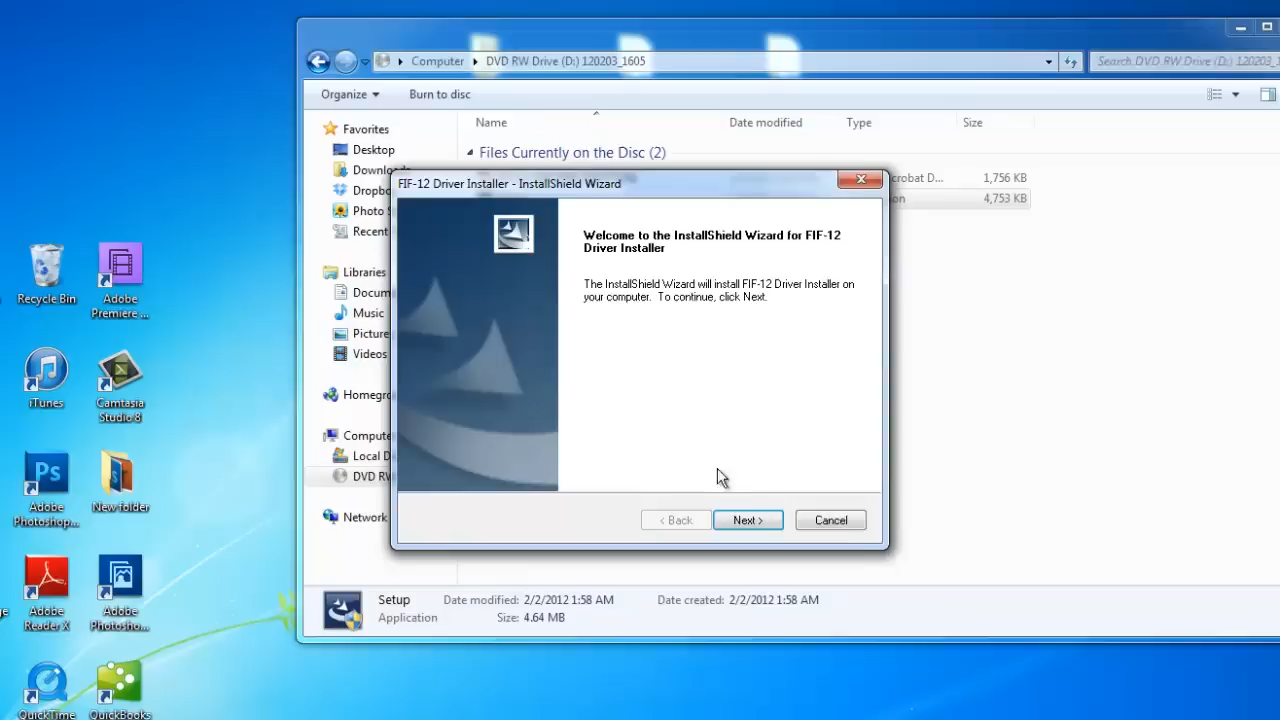 Computer ▸ DVD RW Drive (D:) 120203_1605
Search DVD RW Drive (D:) 120203_1
Organize
Burn to disc
Name
Date modified
Type
Size
Favorites
Files Currently on the Disc (2)
Desktop
Downloads
Dropbo
Photo S
Recent
crobat D...
1,756 KB
on
4,753 KB
FIF-12 Driver Installer - InstallShield Wizard
Welcome to the InstallShield Wizard for FIF-12
Driver Installer
The InstallShield Wizard will install FIF-12 Driver Installer on
your computer. To continue, click Next.
Libraries
Docum
Music
Picture
Videos
Homegro
Compute
Local D
DVD RW
Network
< Back
Next >
Cancel
Setup
Date modified: 2/2/2012 1:58 AM
Date created: 2/2/2012 1:58 AM
Application
Size: 4.64 MB
Recycle Bin
Adobe
Premiere ...
iTunes
Camtasia
Studio 8
Ps
Adobe
Photoshop...
New folder
Adobe
Reader X
Adobe
Photosho...
QuickTime
QuickBooks